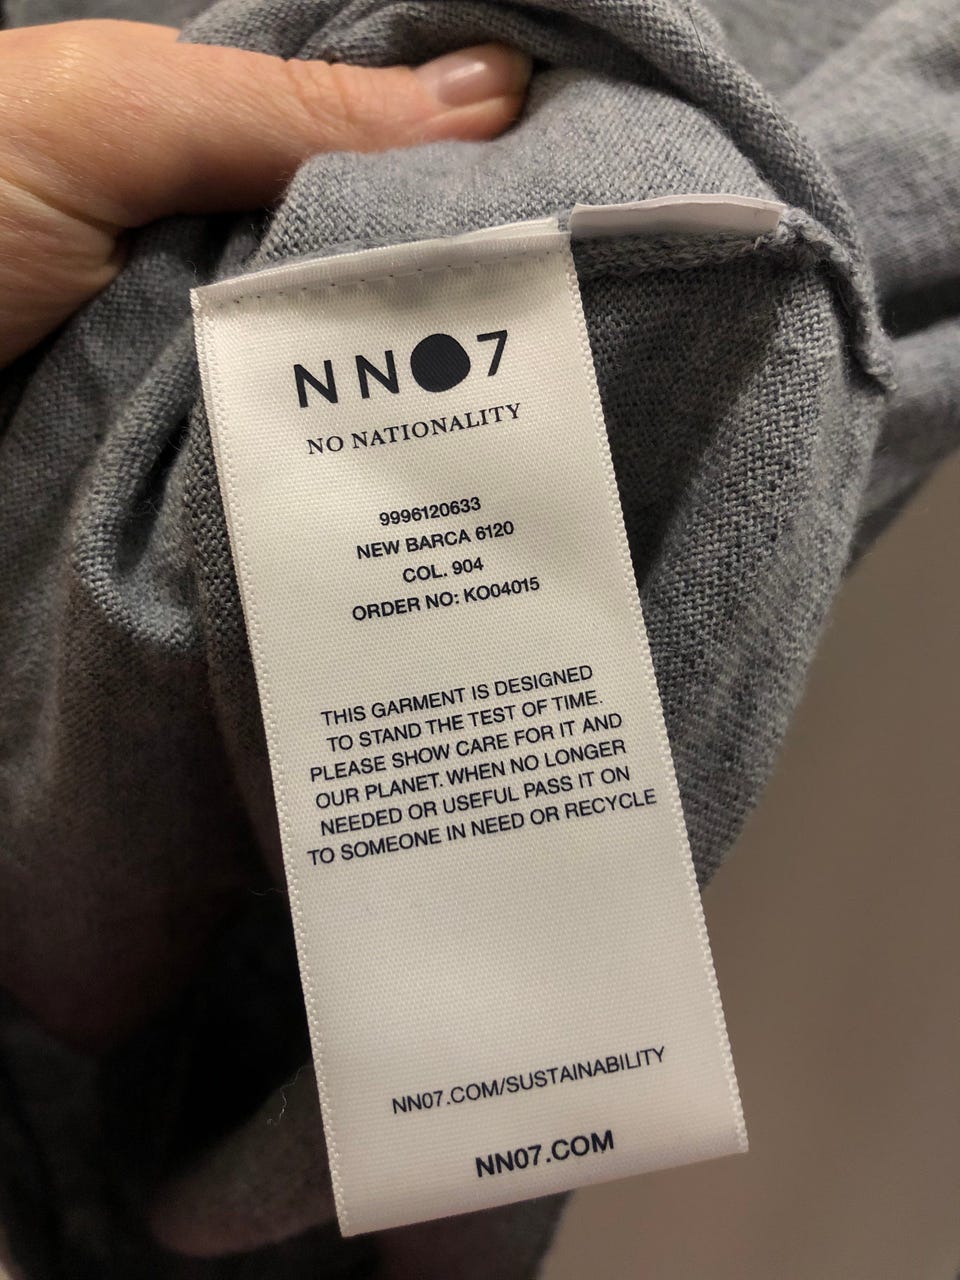 NN07
NO NATIONALITY
9996120633
NEW BARCA 6120
COL. 904
ORDER NO: KO04015
THIS GARMENT IS DESIGNED
TO STAND THE TEST OF TIME.
PLEASE SHOW CARE FOR IT AND
OUR PLANET. WHEN NO LONGER
NEEDED OR USEFUL PASS IT ON
TO SOMEONE IN NEED OR RECYCLE
NN07.COM/SUSTAINABILITY
NN07.COM